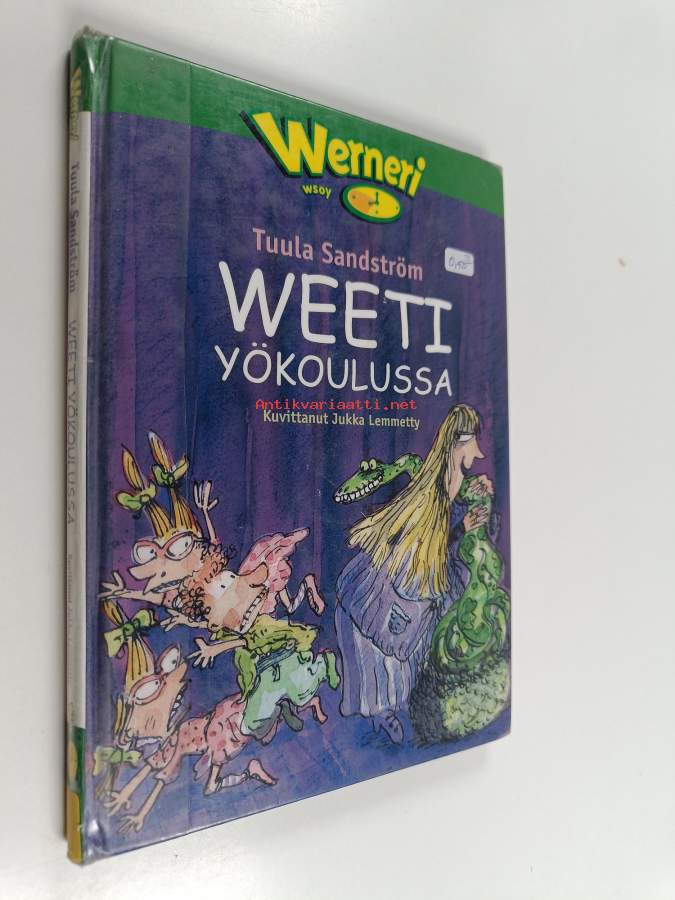 Werneri
WSOY
Tuula Sandström
WEETI
YÖKOULUSSA
Antikvariaatti.net
Kuvittanut Jukka Lemmetty
Werneri
Tuula Sandström
WEETI YÖKOULUSSA